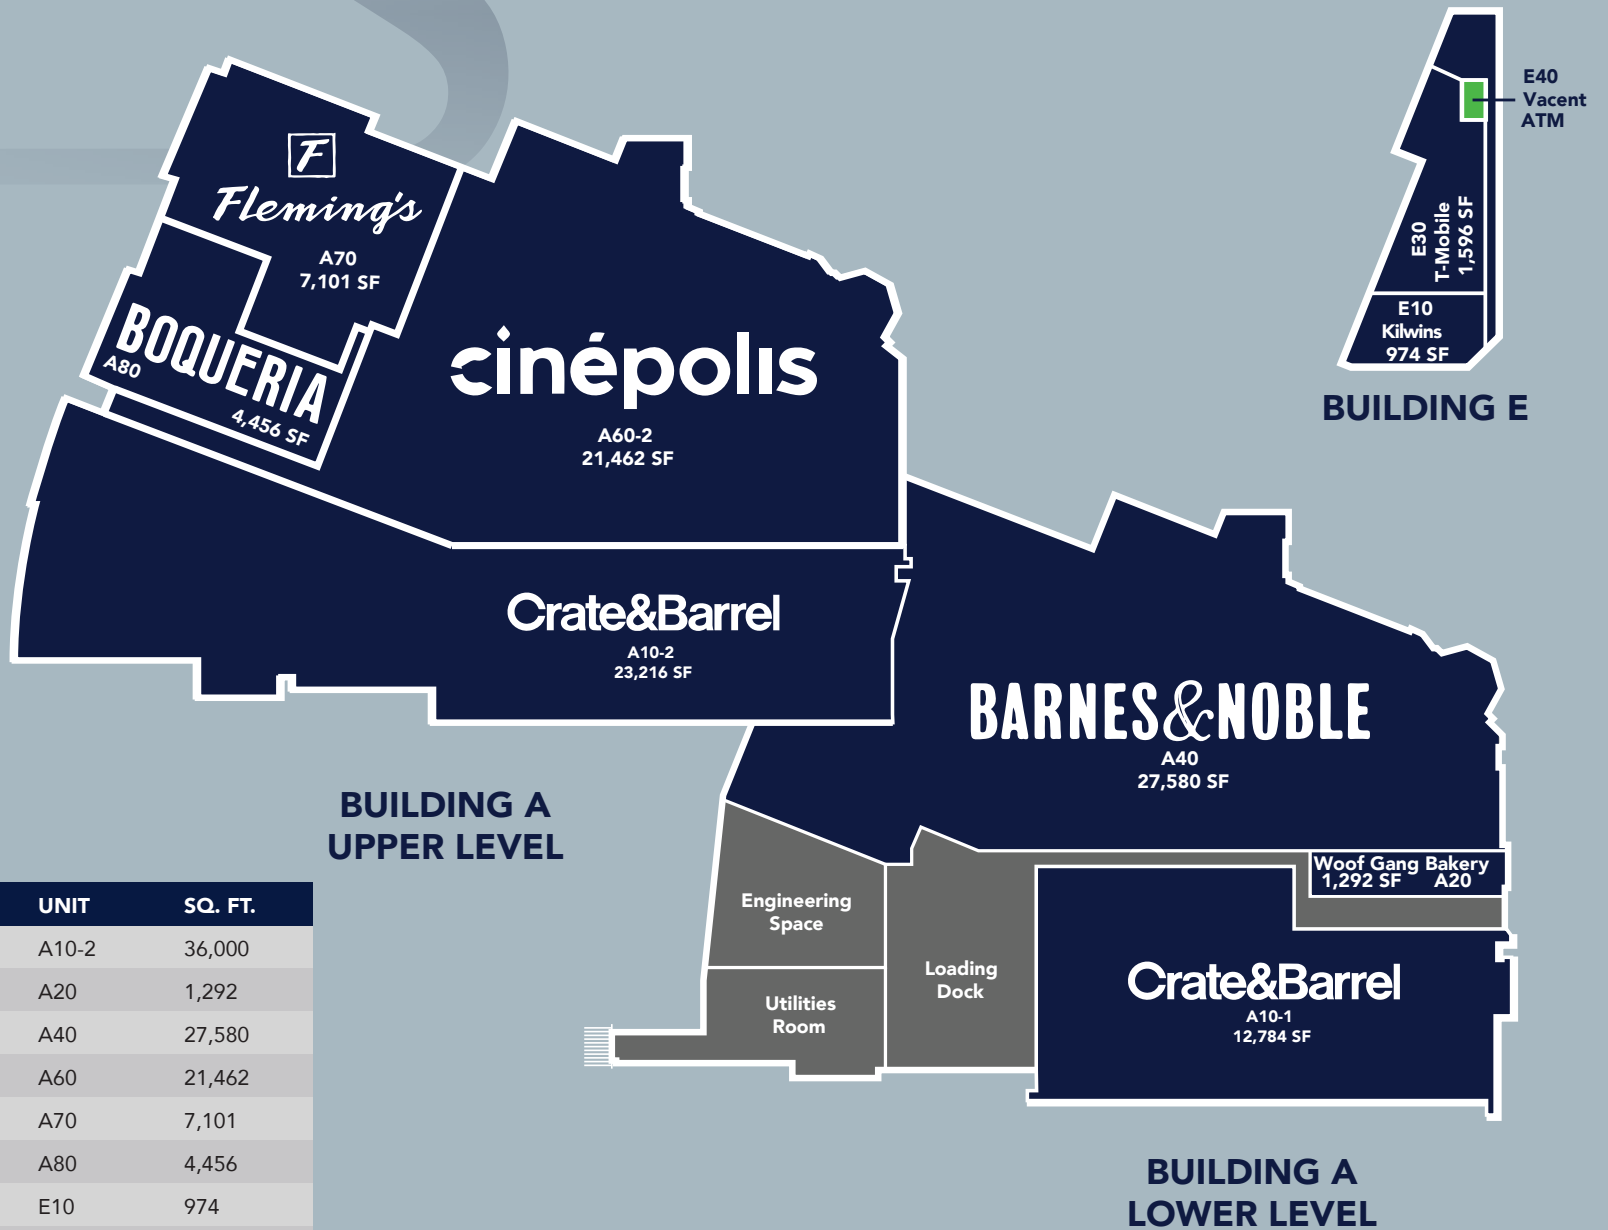 F
Fleming's
A70
7,101 SF
BOQUERIA
A80
4,456 SF
cinépolis
A60-2
21,462 SF
Crate&Barrel
A10-2
23,216 SF
BUILDING A
UPPER LEVEL
E40
Vacent
ATM
E30
T-Mobile
1,596 SF
E10
Kilwins
974 SF
BUILDING E
BARNES&NOBLE
A40
27,580 SF
Woof Gang Bakery
1,292 SF A20
Engineering
Space
Utilities
Room
Loading
Dock
Crate&Barrel
A10-1
12,784 SF
BUILDING A
LOWER LEVEL
UNIT SQ. FT.
A10-2 36,000
A20 1,292
A40 27,580
A60 21,462
A70 7,101
A80 4,456
E10 974